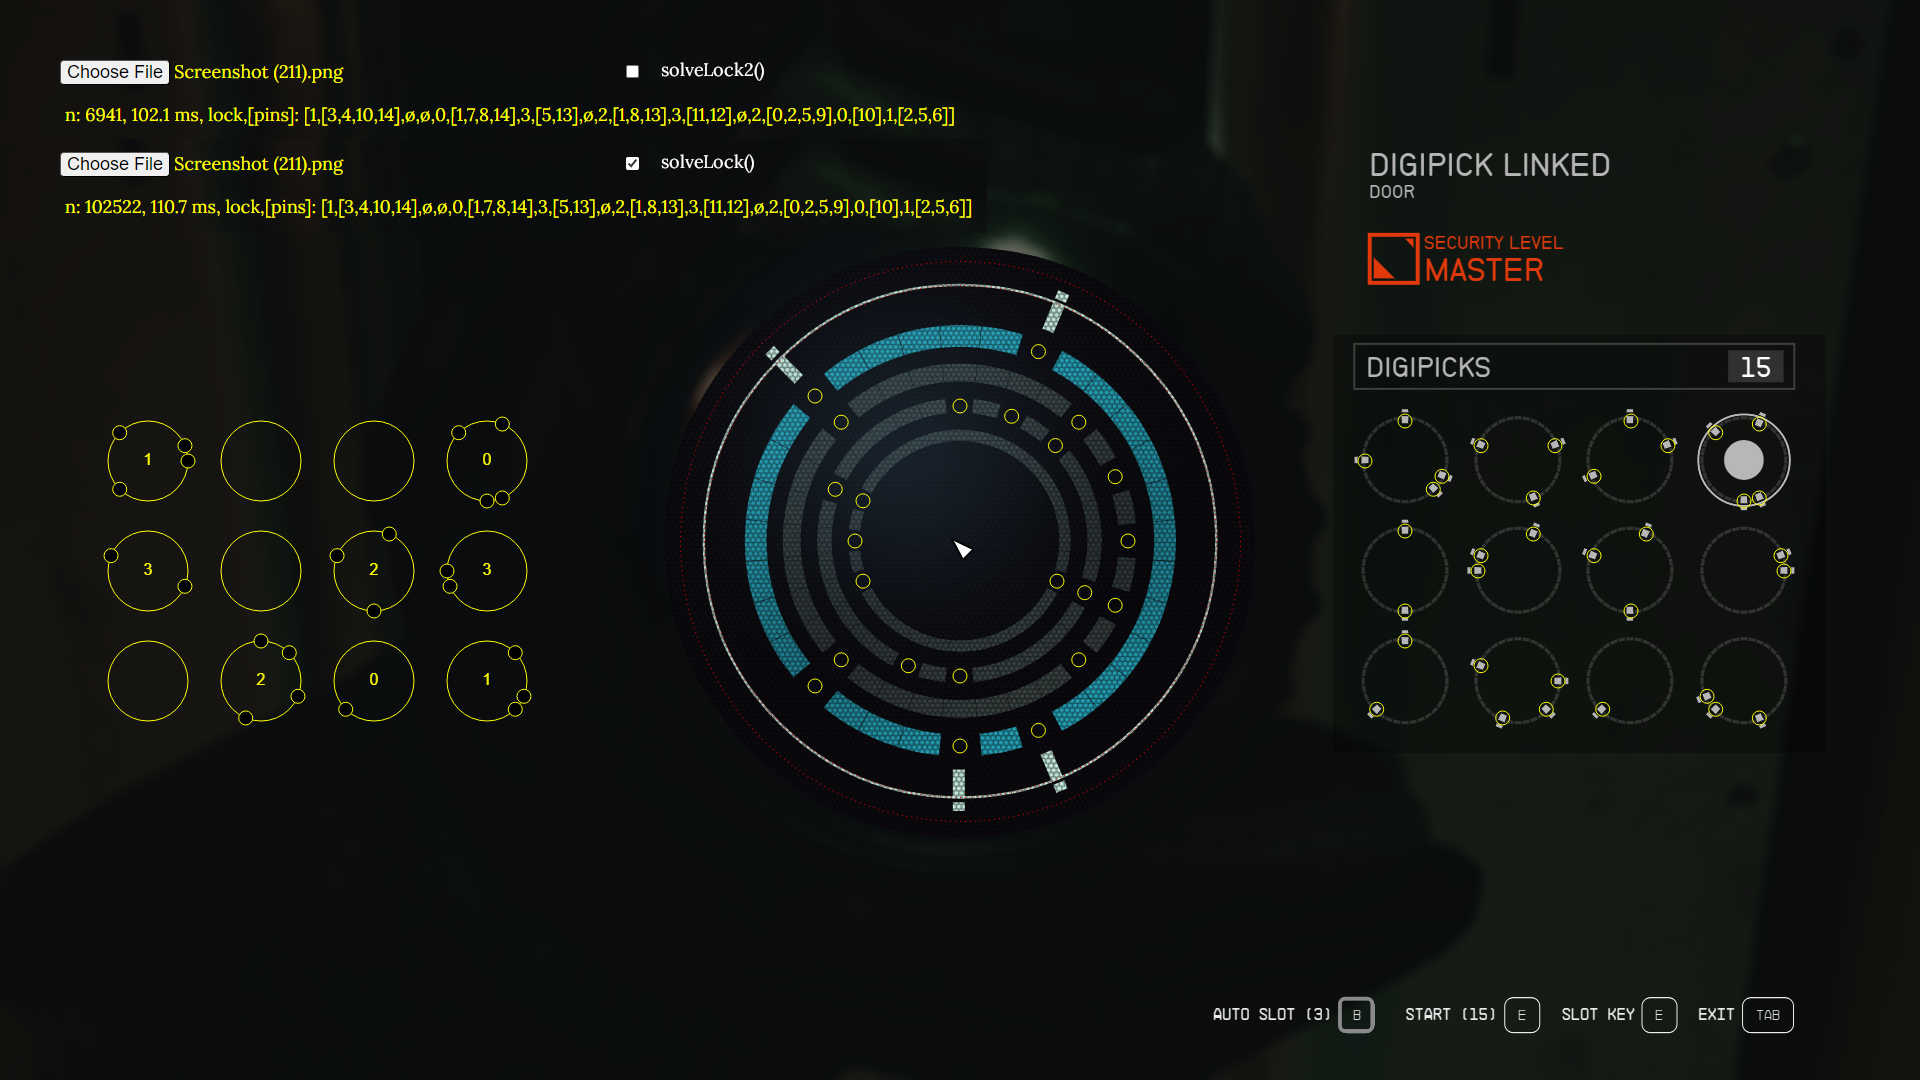 Choose File Screenshot (211).png
solveLock2()
n: 6941, 102.1 ms, lock,[pins]: [1,[3,4,10,14],ø,ø,0,[1,7,8,14],3,[5,13],ø,2,[1,8,13],3,[11,12],ø,2,[0,2,5,9],0,[10],1,[2,5,6]]
Choose File Screenshot (211).png
solveLock()
n: 102522, 110.7 ms, lock,[pins]: [1,[3,4,10,14],ø,ø,0,[1,7,8,14],3,[5,13],ø,2,[1,8,13],3,[11,12],ø,2,[0,2,5,9],0,[10],1,[2,5,6]]
DIGIPICK LINKED
DOOR
SECURITY LEVEL
MASTER
DIGIPICKS 15
1 0
3 2 3
2 0 1
AUTO SLOT (3) B START (15) E SLOT KEY E EXIT TAB